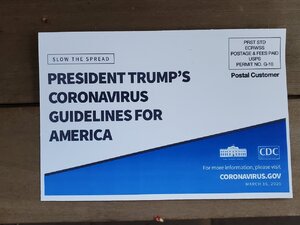 SLOW THE SPREAD
PRESIDENT TRUMP'S
CORONAVIRUS
GUIDELINES FOR
AMERICA
PRST STD
ECRWSS
POSTAGE & FEES PAID
USPS
PERMIT NO. G-10
Postal Customer
CDC
For more information, please visit
CORONAVIRUS.GOV
MARCH 16, 2020